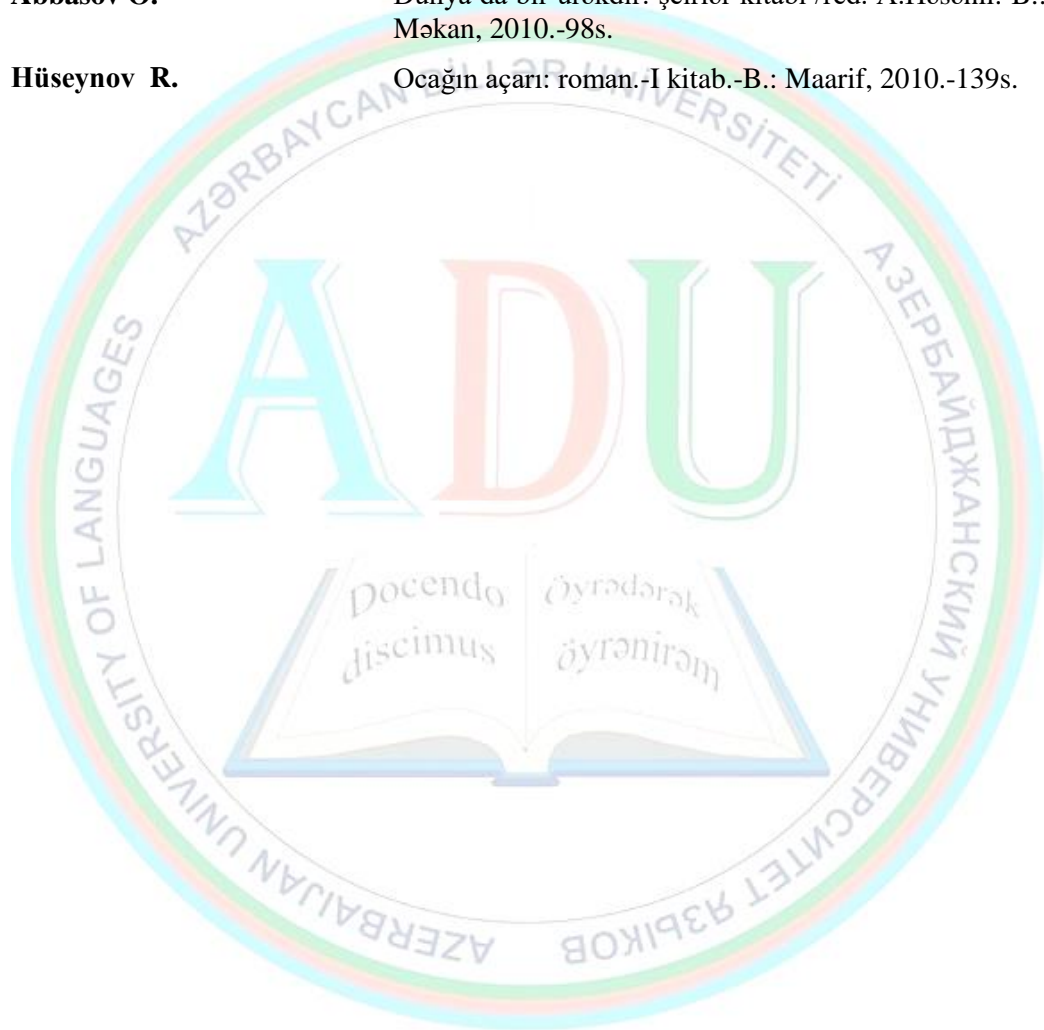 Məkan, 2010.-98s.
Hüseynov R. Ocağın açarı: roman.-I kitab.-B.: Maarif, 2010.-139s.
AZƏRBAYCAN DİLLƏR UNİVERSİTETİ
АЗЕРБАЙДЖАНСКИЙ УНИВЕРСИТЕТ ЯЗЫКОВ
AZERBAIJAN UNIVERSITY OF LANGUAGES
ADU
Docendo discimus
Öyrədərək öyrənirəm